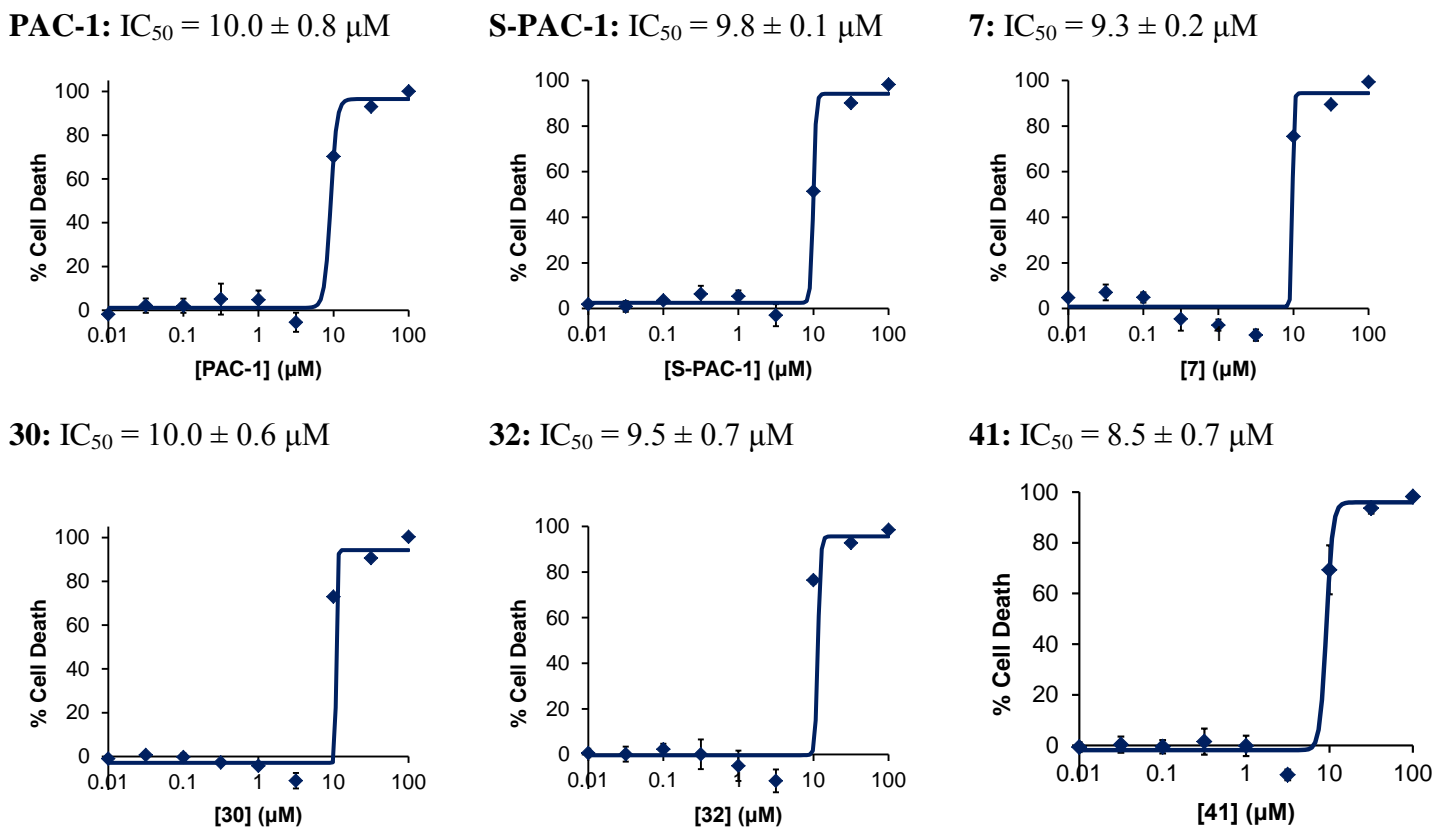 PAC-1: IC50 = 10.0 ± 0.8 μM
S-PAC-1: IC50 = 9.8 ± 0.1 μM
7: IC50 = 9.3 ± 0.2 μM
100
80
60
40
20
0
% Cell Death
0.01 0.1 1 10 100
[PAC-1] (μM)
100
80
60
40
20
0
% Cell Death
0.01 0.1 1 10 100
[S-PAC-1] (μM)
100
80
60
40
20
0
% Cell Death
0.01 0.1 1 10 100
[7] (μM)
30: IC50 = 10.0 ± 0.6 μM
32: IC50 = 9.5 ± 0.7 μM
41: IC50 = 8.5 ± 0.7 μM
100
80
60
40
20
0
% Cell Death
0.01 0.1 1 10 100
[30] (μM)
100
80
60
40
20
0
% Cell Death
0.01 0.1 1 10 100
[32] (μM)
100
80
60
40
20
0
% Cell Death
0.01 0.1 1 10 100
[41] (μM)